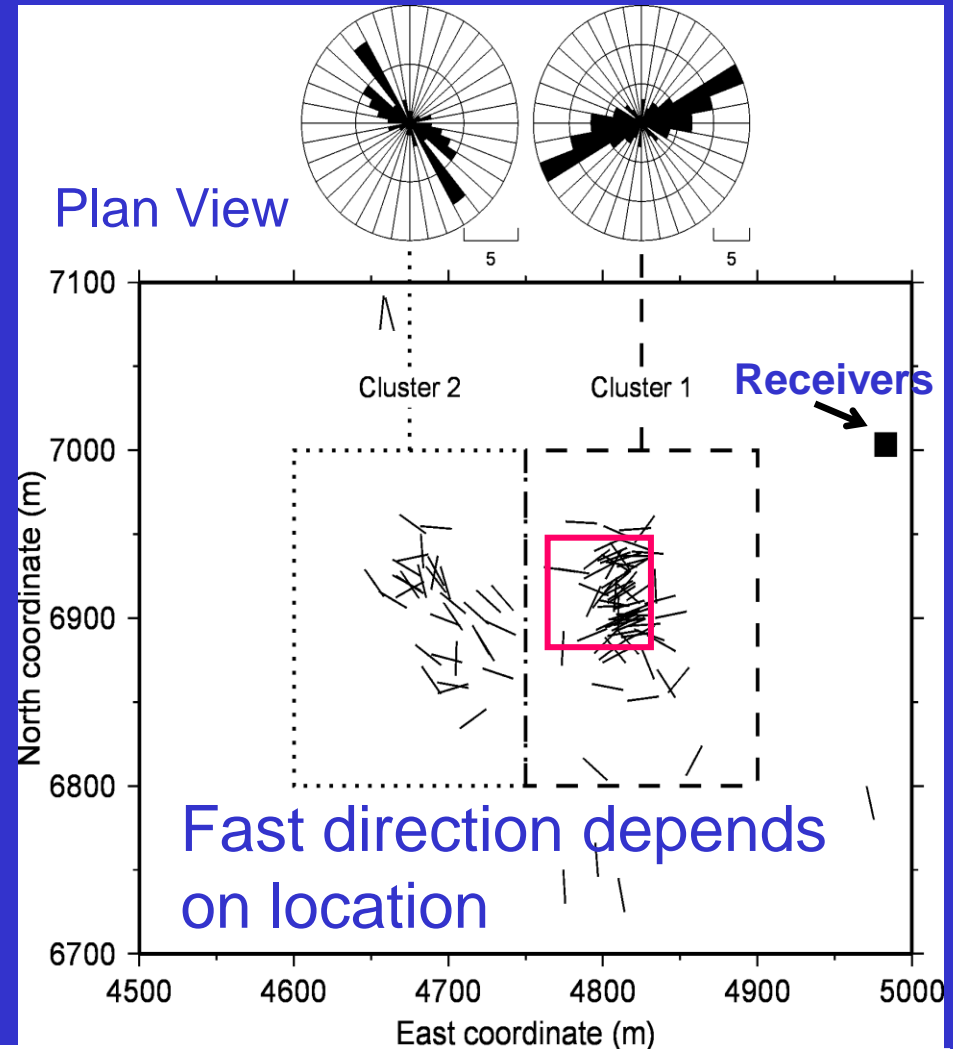 Plan View
5
5
7100
Cluster 2
Cluster 1
Receivers
7000
North coordinate (m)
6900
6800
Fast direction depends
on location
6700
4500
4600
4700
4800
4900
5000
East coordinate (m)